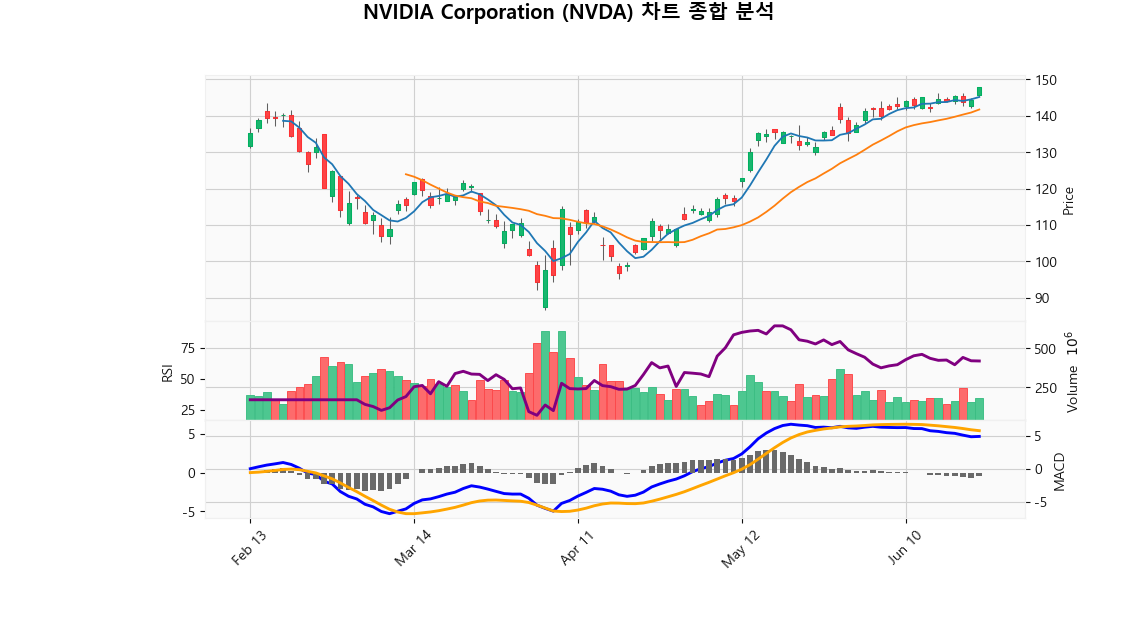 NVIDIA Corporation (NVDA) 차트 종합 분석
150
140
130
120
110
100
90
Price
75
50
25
RSI
500
250
Volume 10^6
5
0
-5
5
0
-5
MACD
Feb 13
Mar 14
Apr 11
May 12
Jun 10